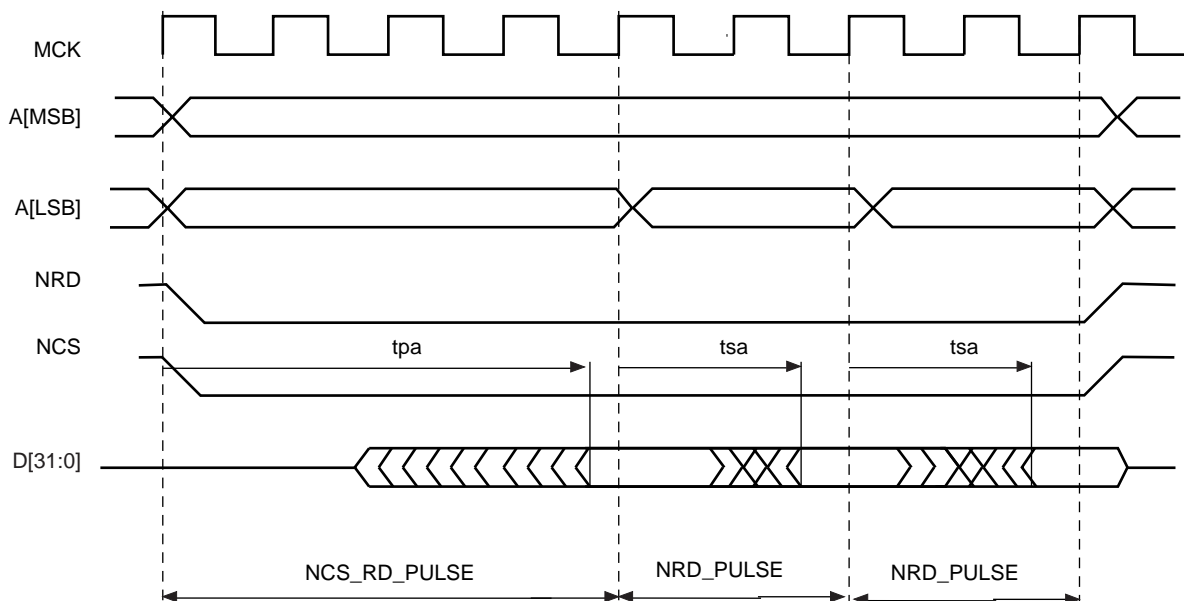 MCK
A[MSB]
A[LSB]
NRD
NCS
tpa tsa tsa
D[31:0]
NCS_RD_PULSE NRD_PULSE NRD_PULSE